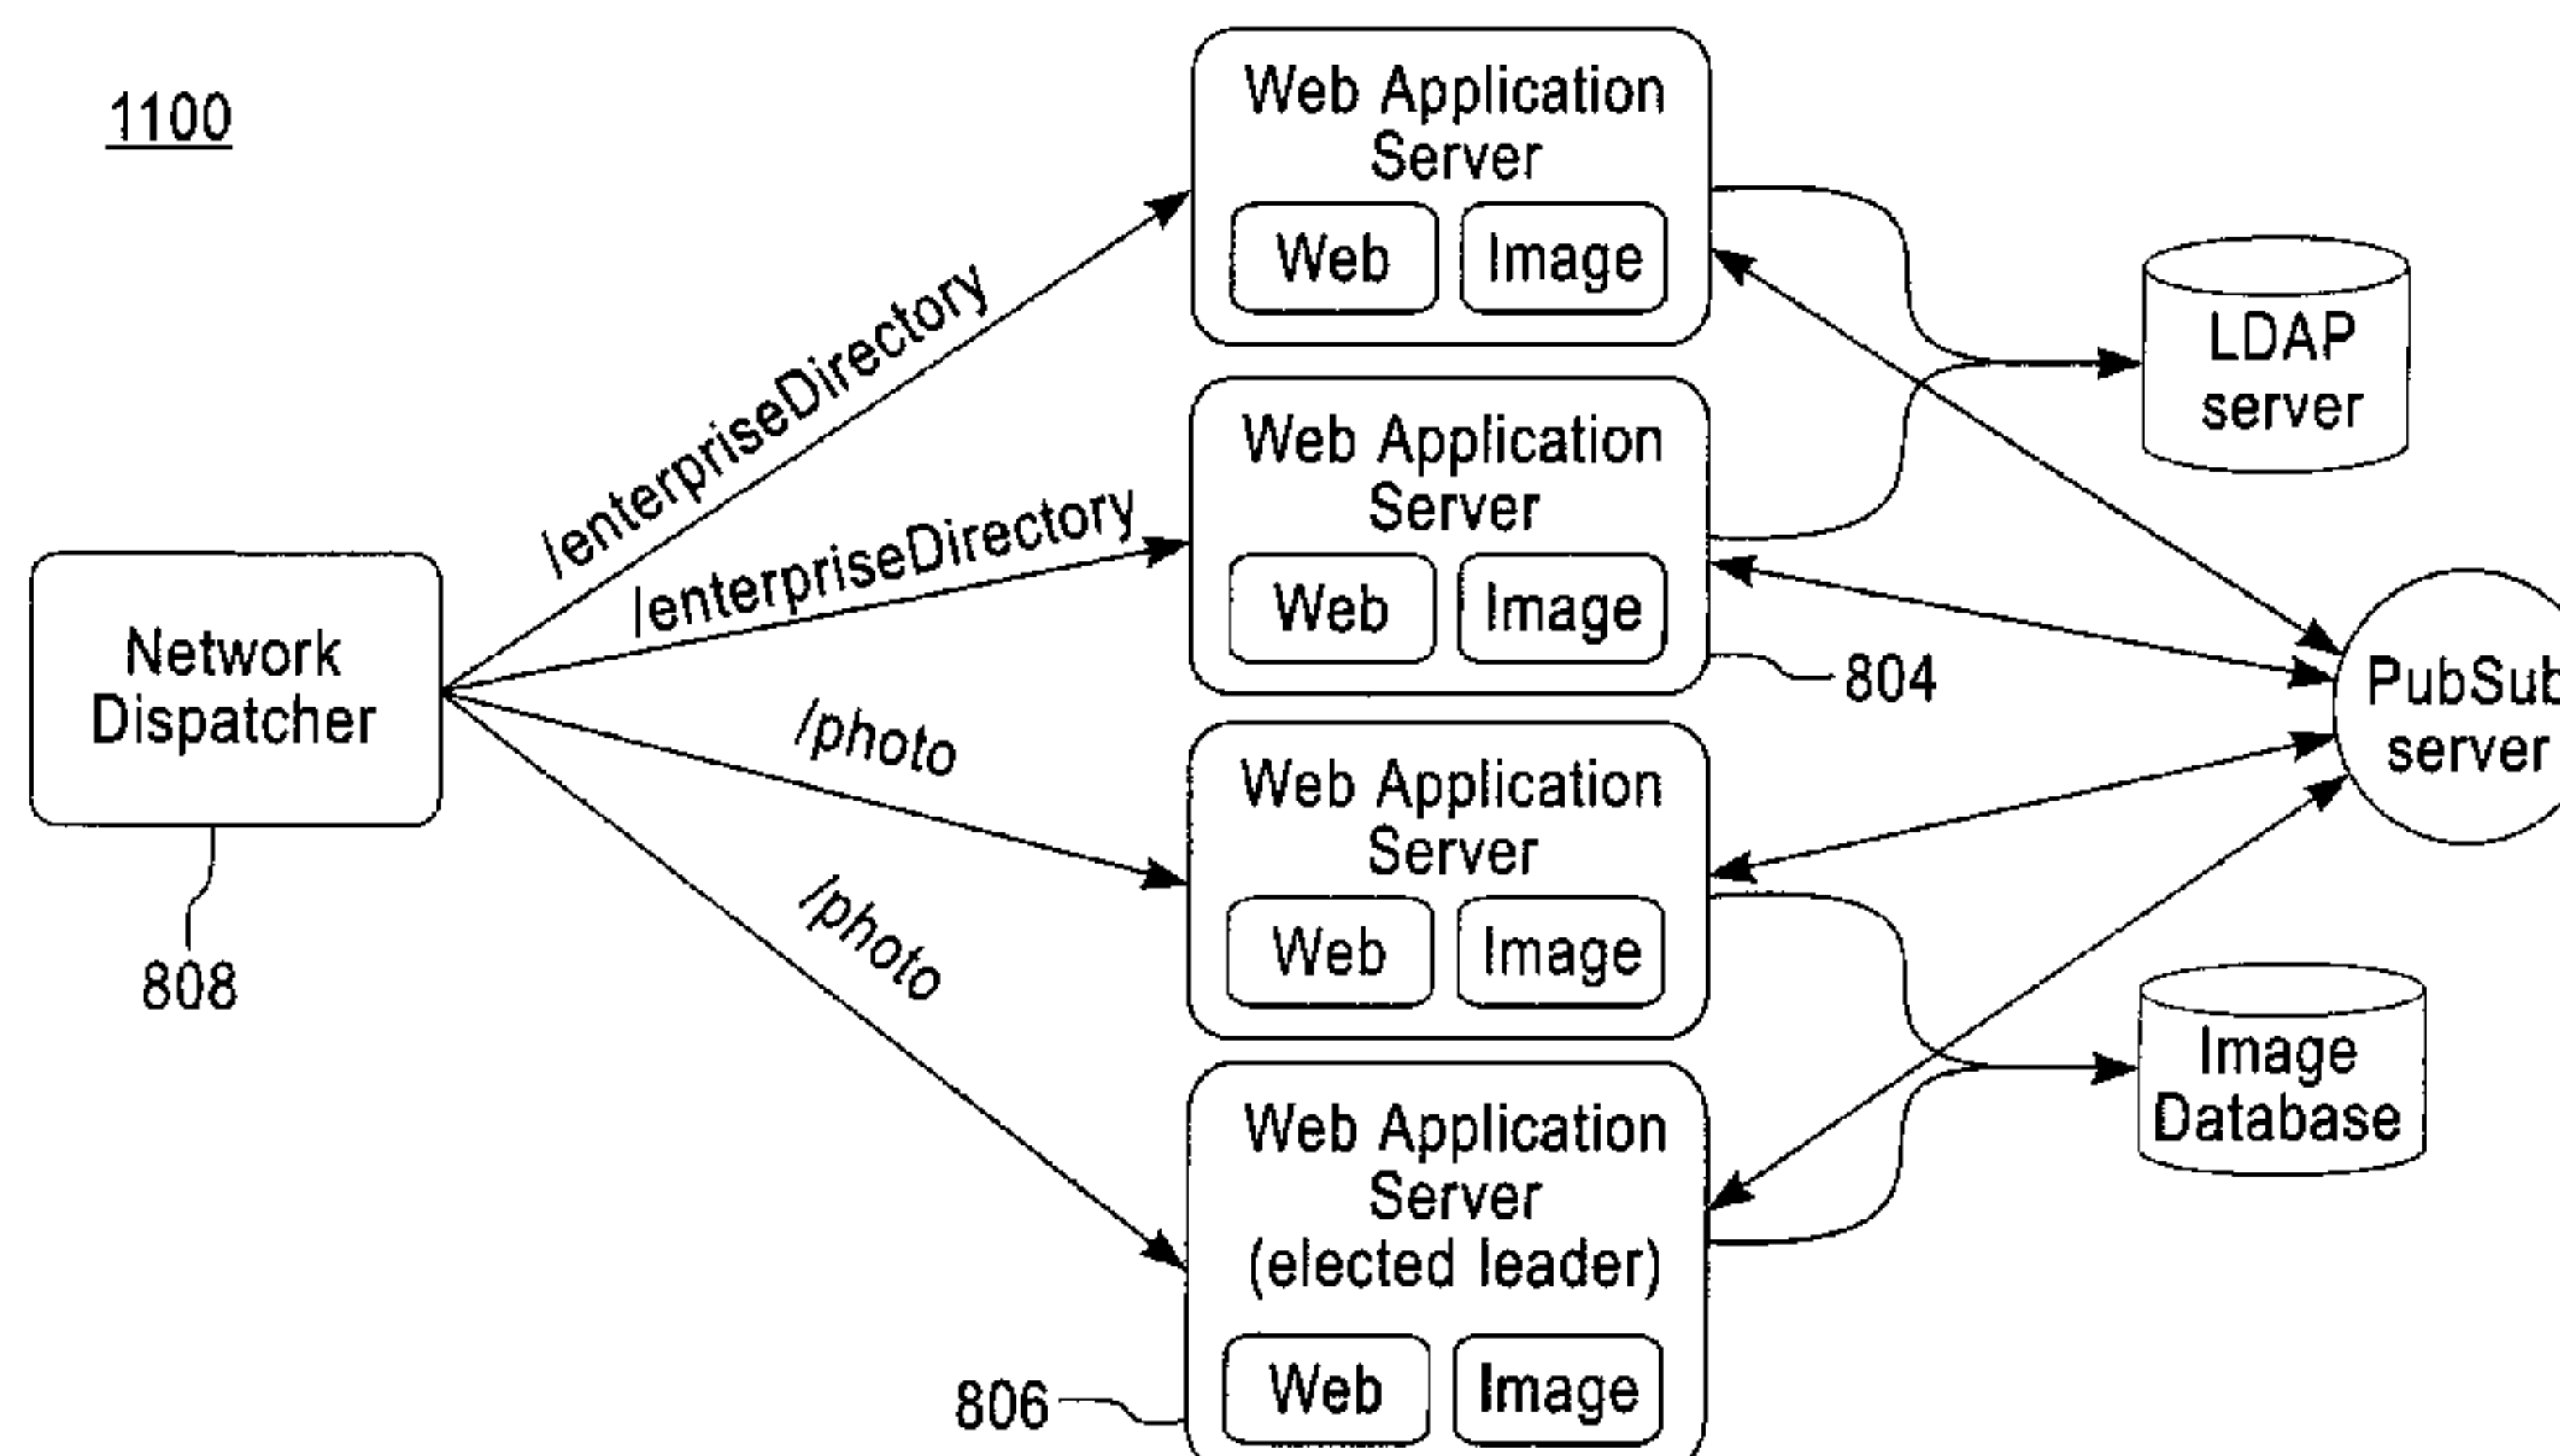 1100
Web Application
Server
Web
Image
/enterpriseDirectory
LDAP
server
Web Application
Server
Web
Image
/enterpriseDirectory
804
Network
Dispatcher
808
PubSub
server
/photo
Web Application
Server
Web
Image
/photo
Image
Database
Web Application
Server
(elected leader)
Web
Image
806